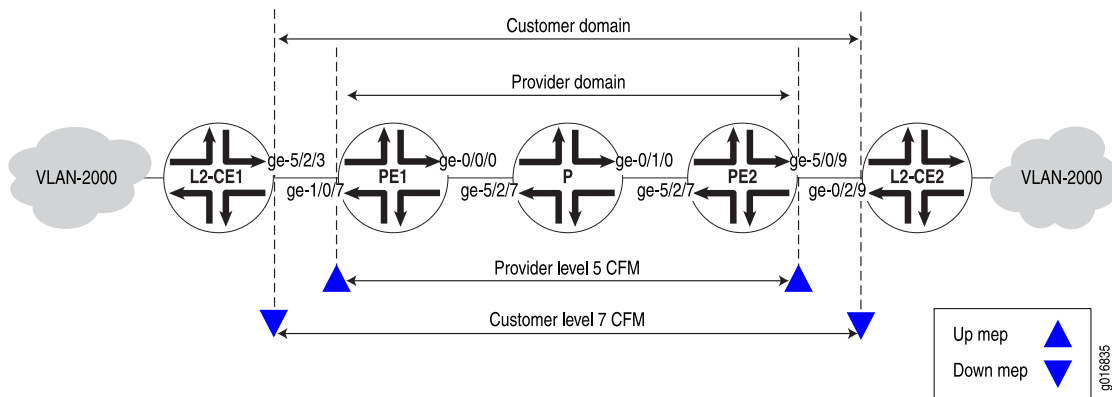 Customer domain
Provider domain
VLAN-2000
L2-CE1
ge-5/2/3
ge-1/0/7
PE1
ge-0/0/0
ge-5/2/7
P
ge-0/1/0
ge-5/2/7
PE2
ge-5/0/9
ge-0/2/9
L2-CE2
VLAN-2000
Provider level 5 CFM
Customer level 7 CFM
Up mep
Down mep
g016835